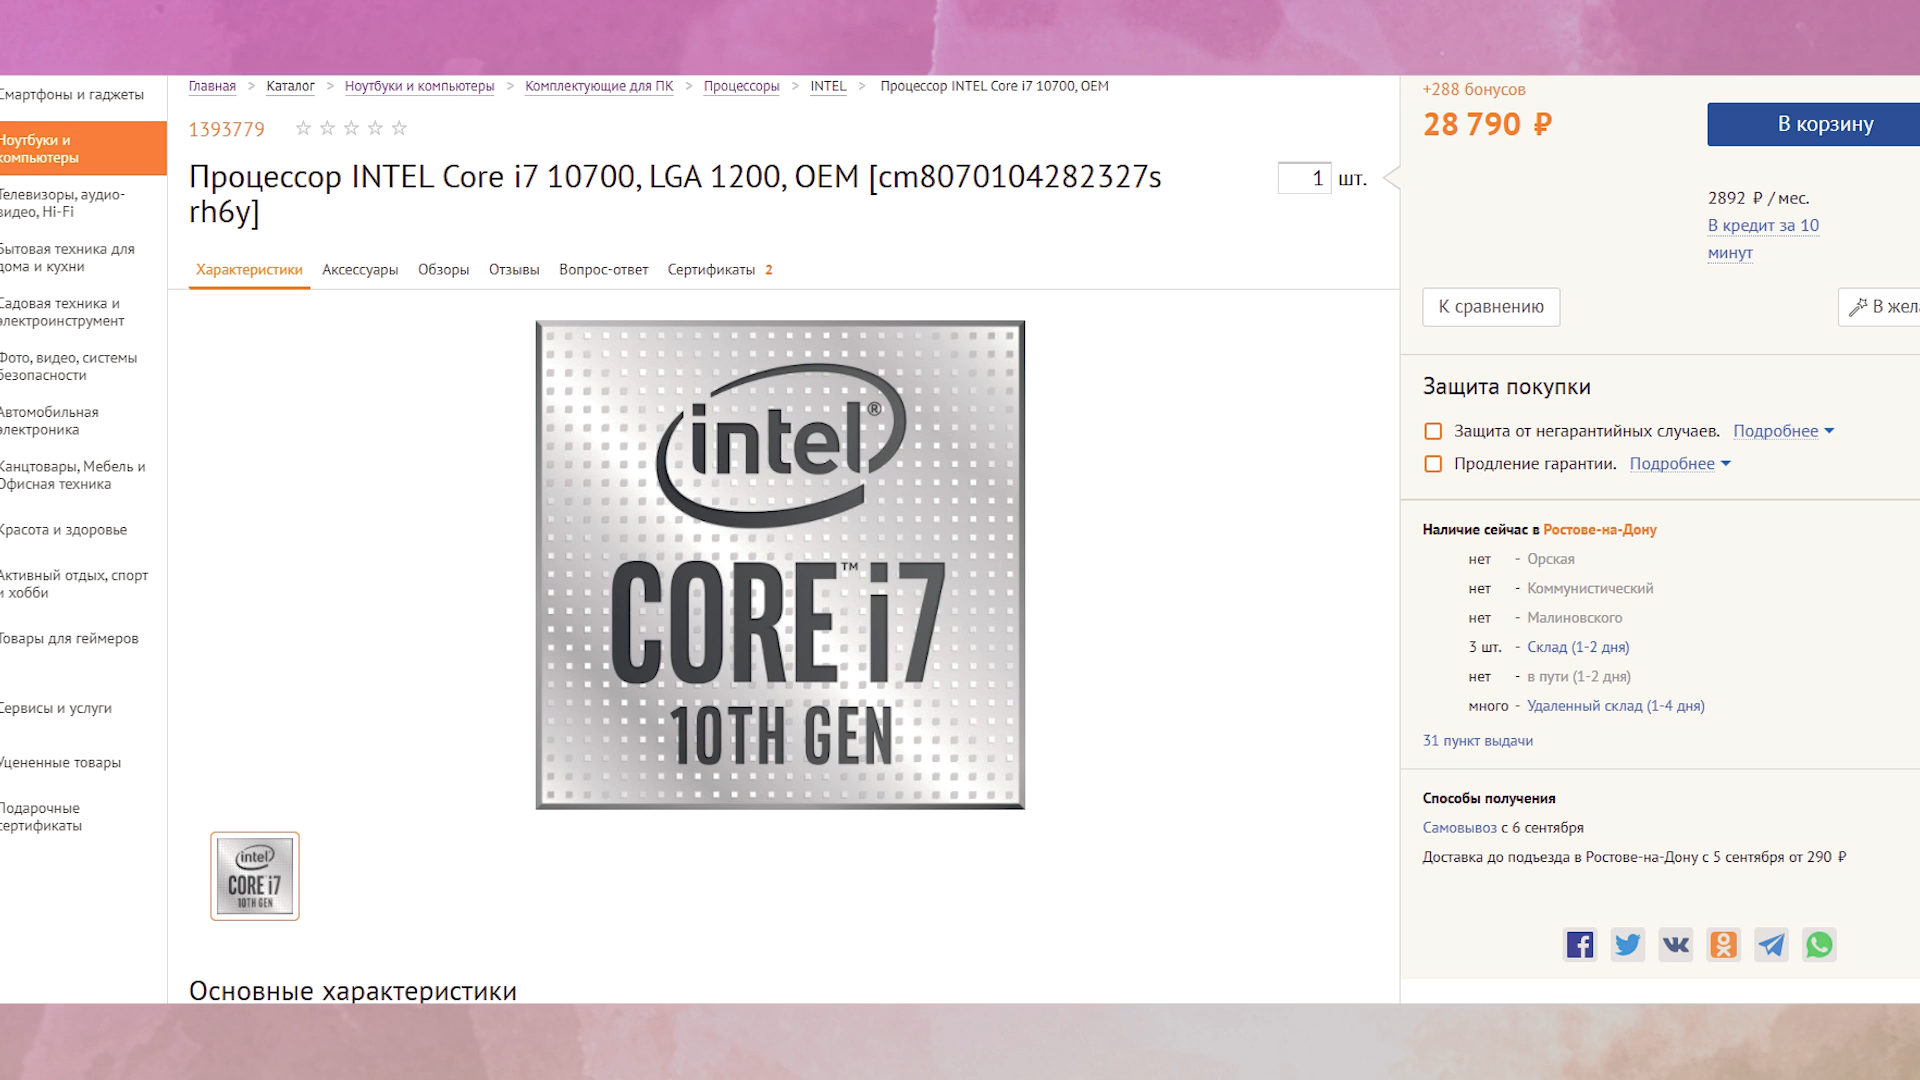 Главная > Каталог > Ноутбуки и компьютеры > Комплектующие для ПК > Процессоры > INTEL > Процессор INTEL Core i7 10700, OEM
Смартфоны и гаджеты
Ноутбуки и
компьютеры
Телевизоры, аудио-
видео, Hi-Fi
Бытовая техника для
дома и кухни
Садовая техника и
электроинструмент
Фото, видео, системы
безопасности
Автомобильная
электроника
Канцтовары, Мебель и
Офисная техника
Красота и здоровье
Активный отдых, спорт
и хобби
Товары для геймеров
Сервисы и услуги
Уцененные товары
Подарочные
сертификаты
1393779
Процессор INTEL Core i7 10700, LGA 1200, OEM [cm8070104282327s
rh6y]
1 шт.
Характеристики Аксессуары Обзоры Отзывы Вопрос-ответ Сертификаты 2
intel®
CORE™ i7
10TH GEN
intel
CORE i7
10TH GEN
Основные характеристики
+288 бонусов
28 790 ₽
В корзину
2892 ₽ / мес.
В кредит за 10
минут
К сравнению
В жел
Защита покупки
Защита от негарантийных случаев. Подробнее
Продление гарантии. Подробнее
Наличие сейчас в Ростове-на-Дону
нет - Орская
нет - Коммунистический
нет - Малиновского
3 шт. - Склад (1-2 дня)
нет - в пути (1-2 дня)
много - Удаленный склад (1-4 дня)
31 пункт выдачи
Способы получения
Самовывоз с 6 сентября
Доставка до подъезда в Ростове-на-Дону с 5 сентября от 290 ₽